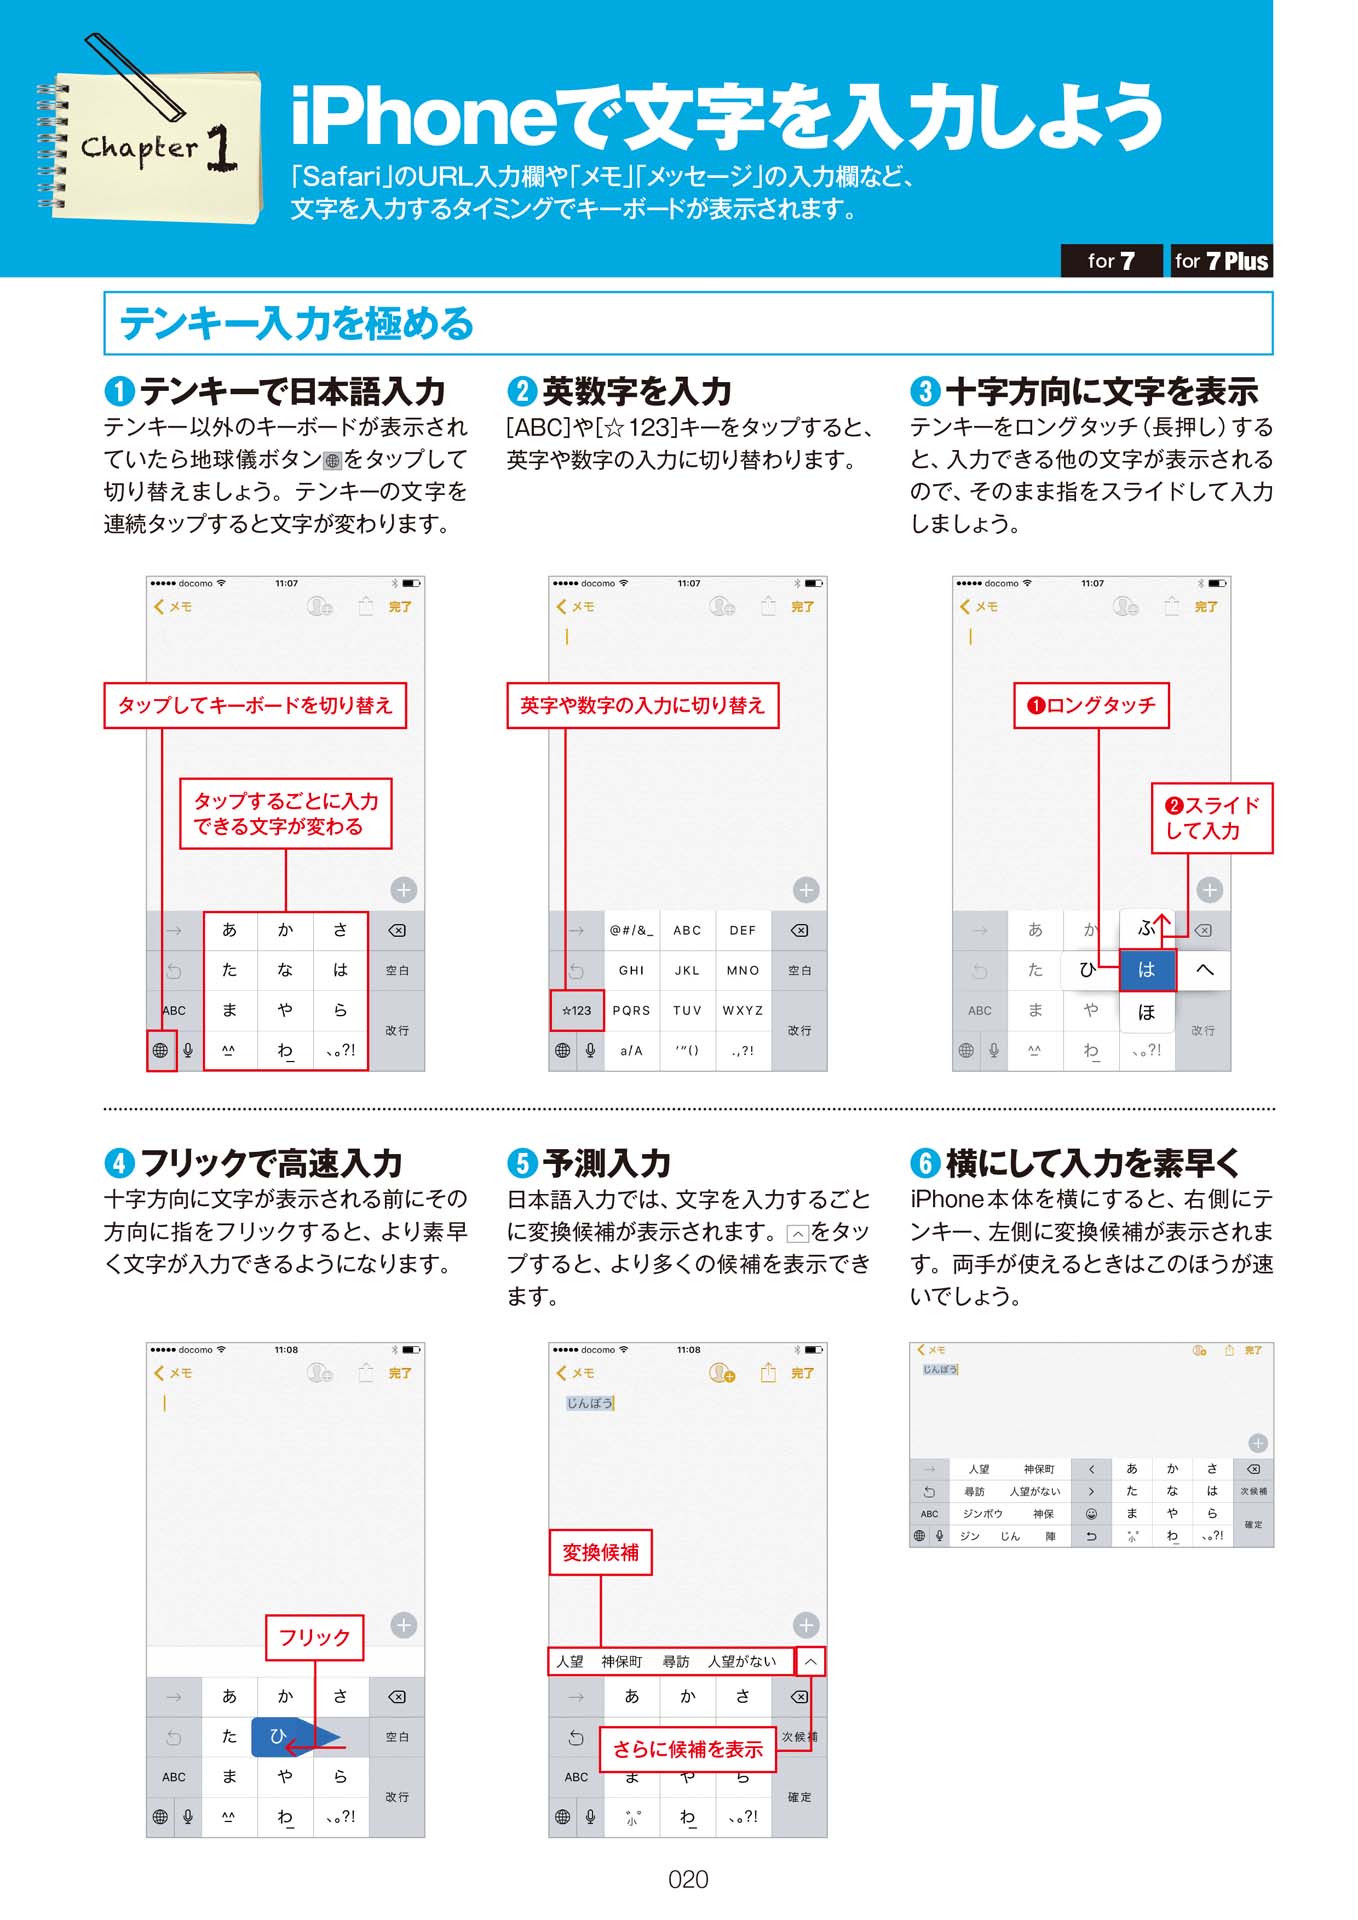 Chapter 1
iPhoneで文字を入力しよう
「Safari」のURL入力欄や「メモ」「メッセージ」の入力欄など、
文字を入力するタイミングでキーボードが表示されます。
for 7
for 7 Plus
テンキー入力を極める
❶テンキーで日本語入力
テンキー以外のキーボードが表示され
ていたら地球儀ボタンをタップして
切り替えましょう。テンキーの文字を
連続タップすると文字が変わります。
●●●●● docomo 11:07
メモ 完了
タップしてキーボードを切り替え
タップするごとに入力
できる文字が変わる
→ あ か さ
た な は 空白
ABC ま や ら 改行
^^ わ 、。?!
❷英数字を入力
[ABC]や[☆123]キーをタップすると、
英字や数字の入力に切り替わります。
●●●●● docomo 11:07
メモ 完了
英字や数字の入力に切り替え
→ @#/&_ ABC DEF
GHI JKL MNO 空白
☆123 PQRS TUV WXYZ 改行
a/A ’”() .,?!
❸十字方向に文字を表示
テンキーをロングタッチ（長押し）する
と、入力できる他の文字が表示される
ので、そのまま指をスライドして入力
しましょう。
●●●●● docomo 11:07
メモ 完了
❶ロングタッチ
❷スライド
して入力
→ あ か ふ
た ひ は へ
ABC ま や ほ 改行
^^ わ 、。?!
❹フリックで高速入力
十字方向に文字が表示される前にその
方向に指をフリックすると、より素早
く文字が入力できるようになります。
●●●●● docomo 11:08
メモ 完了
フリック
→ あ か さ
た ひ 空白
ABC ま や ら 改行
^^ わ 、。?!
❺予測入力
日本語入力では、文字を入力するごと
に変換候補が表示されます。へをタッ
プすると、より多くの候補を表示でき
ます。
●●●●● docomo 11:08
メモ 完了
じんぼう
変換候補
人望 神保町 尋訪 人望がない
→ あ か さ
さらに候補を表示
次候補
ABC ま や ら 確定
小 わ 、。?!
❻横にして入力を素早く
iPhone本体を横にすると、右側にテ
ンキー、左側に変換候補が表示されま
す。両手が使えるときはこのほうが速
いでしょう。
メモ 完了
じんぼう
→ 人望 神保町 < あ か さ
尋訪 人望がない > た な は 次候補
ABC ジンボウ 神保 ま や ら 確定
ジン じん 陣 小 わ 、。?!
020